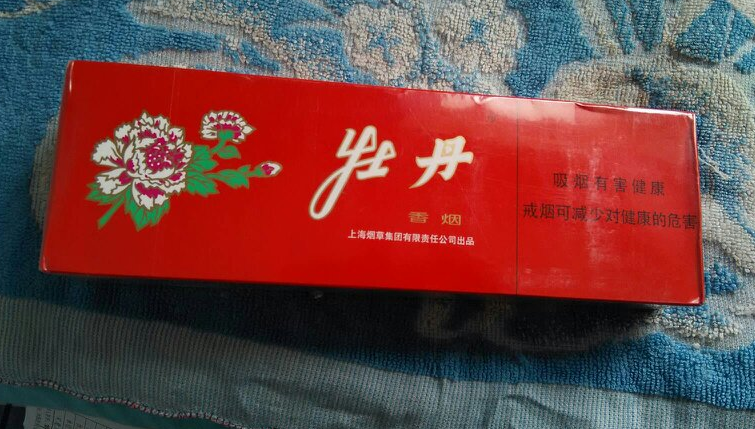 牡丹
香烟
上海烟草集团有限责任公司出品
吸烟有害健康
戒烟可减少对健康的危害